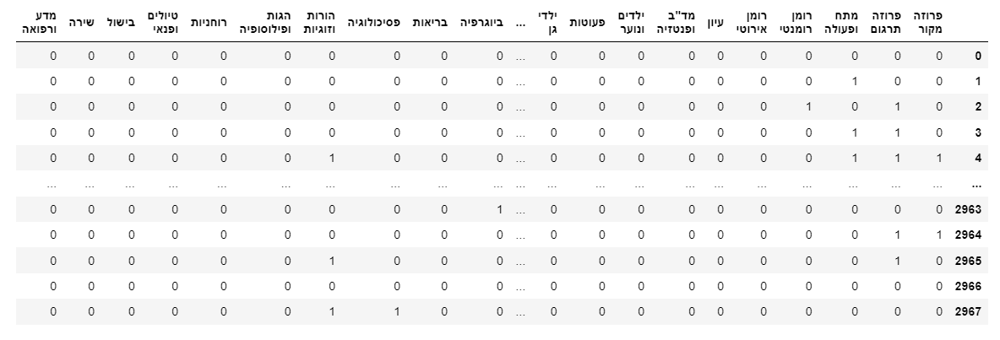 פרוזה מקור פרוזה תרגום מתח ופעולה רומן רומנטי רומן אירוטי עיון מד"ב ופנטזיה ילדים ונוער פעוטות ילדי גן ... ביוגרפיה בריאות פסיכולוגיה הורות וזוגיות הגות ופילוסופיה רוחניות טיולים ופנאי בישול שירה מדע ורפואה
0 0 0 0 0 0 0 0 0 0 0 ... 0 0 0 0 0 0 0 0 0 0
1 0 0 1 0 0 0 0 0 0 0 ... 0 0 0 0 0 0 0 0 0 0
2 0 1 0 1 0 0 0 0 0 0 ... 0 0 0 0 0 0 0 0 0 0
3 0 1 1 0 0 0 0 0 0 0 ... 0 0 0 0 0 0 0 0 0 0
4 1 1 1 0 0 0 0 0 0 0 ... 0 0 0 1 0 0 0 0 0 0
... ... ... ... ... ... ... ... ... ... ... ... ... ... ... ... ... ... ... ... ... ...
2963 0 0 0 0 0 0 0 0 0 0 ... 1 0 0 0 0 0 0 0 0 0
2964 1 1 0 0 0 0 0 0 0 0 ... 0 0 0 0 0 0 0 0 0 0
2965 0 1 0 0 0 0 0 0 0 0 ... 0 0 0 1 0 0 0 0 0 0
2966 0 0 0 0 0 0 0 0 0 0 ... 0 0 0 0 0 0 0 0 0 0
2967 0 0 0 0 0 0 0 0 0 0 ... 0 0 1 1 0 0 0 0 0 0